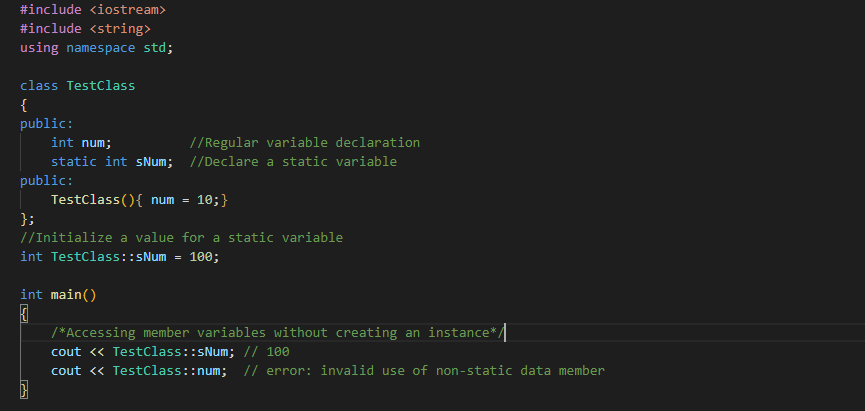 #include <iostream>
#include <string>
using namespace std;

class TestClass
{
public:
    int num;          //Regular variable declaration
    static int sNum;  //Declare a static variable
public:
    TestClass(){ num = 10;}
};
//Initialize a value for a static variable
int TestClass::sNum = 100;

int main()
{
    /*Accessing member variables without creating an instance*/
    cout << TestClass::sNum; // 100
    cout << TestClass::num;  // error: invalid use of non-static data member
}